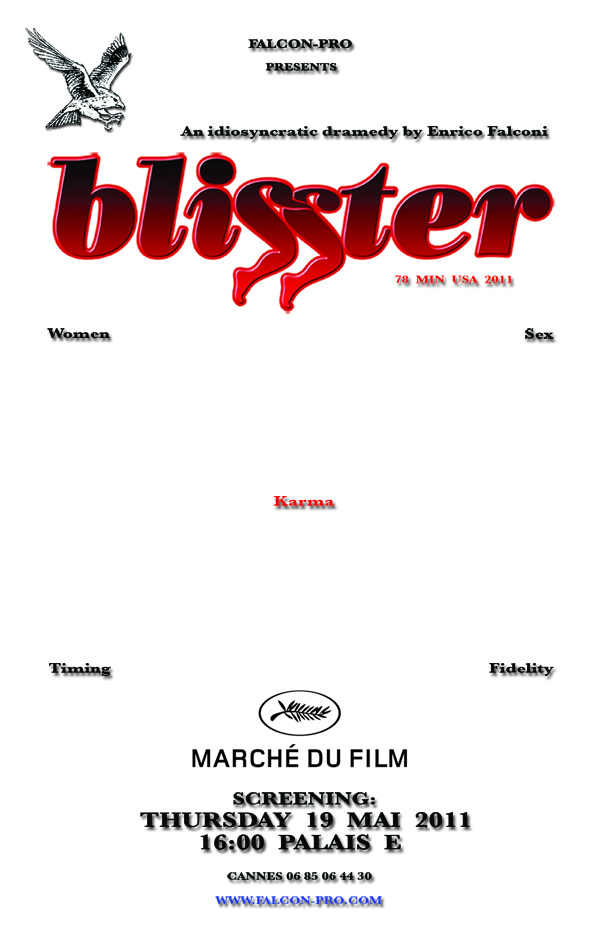 FALCON-PRO
PRESENTS
An idiosyncratic dramedy by Enrico Falconi
blisster
78 MIN USA 2011
Women Sex
Karma
Timing Fidelity
MARCHÉ DU FILM
SCREENING:
THURSDAY 19 MAI 2011
16:00 PALAIS E
CANNES 06 85 06 44 30
WWW.FALCON-PRO.COM